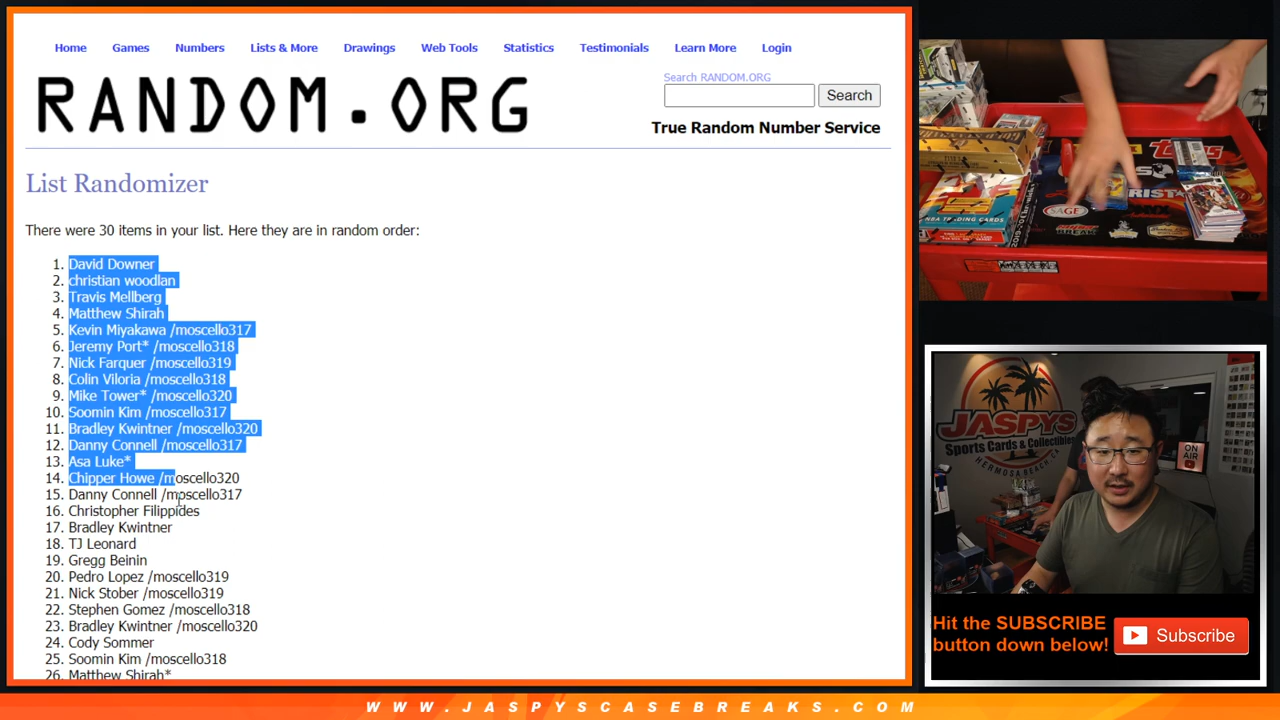 Home Games Numbers Lists & More Drawings Web Tools Statistics Testimonials Learn More Login
RANDOM.ORG
Search RANDOM.ORG
Search
True Random Number Service
List Randomizer
There were 30 items in your list. Here they are in random order:
1. David Downer
2. christian woodlan
3. Travis Mellberg
4. Matthew Shirah
5. Kevin Miyakawa /moscello317
6. Jeremy Port* /moscello318
7. Nick Farquer /moscello319
8. Colin Viloria /moscello318
9. Mike Tower* /moscello320
10. Soomin Kim /moscello317
11. Bradley Kwintner /moscello320
12. Danny Connell /moscello317
13. Asa Luke*
14. Chipper Howe /moscello320
15. Danny Connell /moscello317
16. Christopher Filippides
17. Bradley Kwintner
18. TJ Leonard
19. Gregg Beinin
20. Pedro Lopez /moscello319
21. Nick Stober /moscello319
22. Stephen Gomez /moscello318
23. Bradley Kwintner /moscello320
24. Cody Sommer
25. Soomin Kim /moscello318
26. Matthew Shirah*
NBA TRADING CARDS
SAGE
JASPYS
Sports Cards & Collectibles
HERMOSA BEACH, CA
ON AIR
Hit the SUBSCRIBE
button down below!
Subscribe
WWW.JASPYSCASEBREAKS.COM